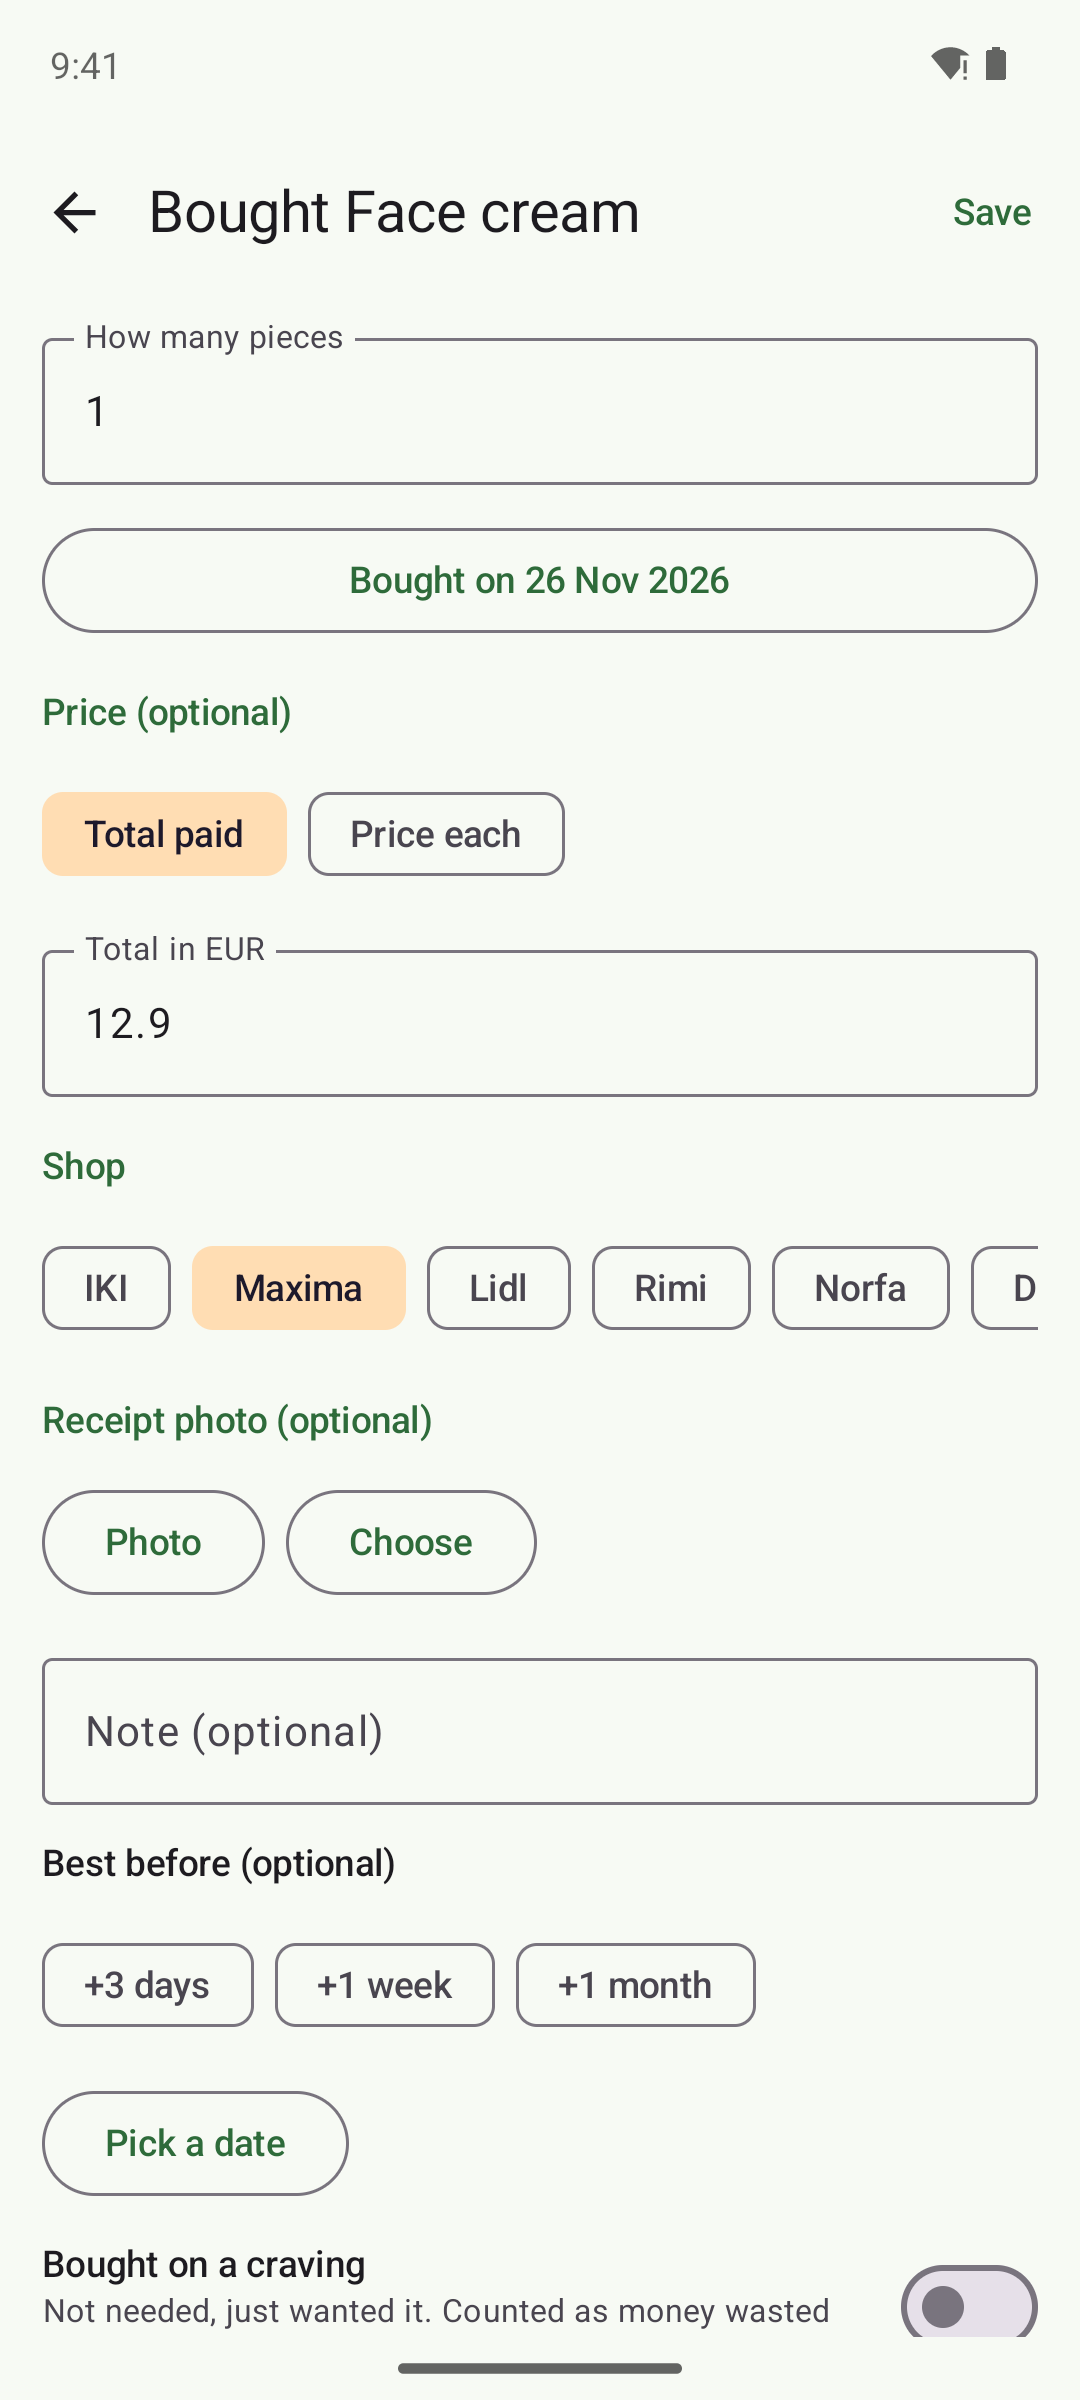 9:41
Bought Face cream
Save
How many pieces
1
Bought on 26 Nov 2026
Price (optional)
Total paid
Price each
Total in EUR
12.9
Shop
IKI
Maxima
Lidl
Rimi
Norfa
D
Receipt photo (optional)
Photo
Choose
Note (optional)
Best before (optional)
+3 days
+1 week
+1 month
Pick a date
Bought on a craving
Not needed, just wanted it. Counted as money wasted